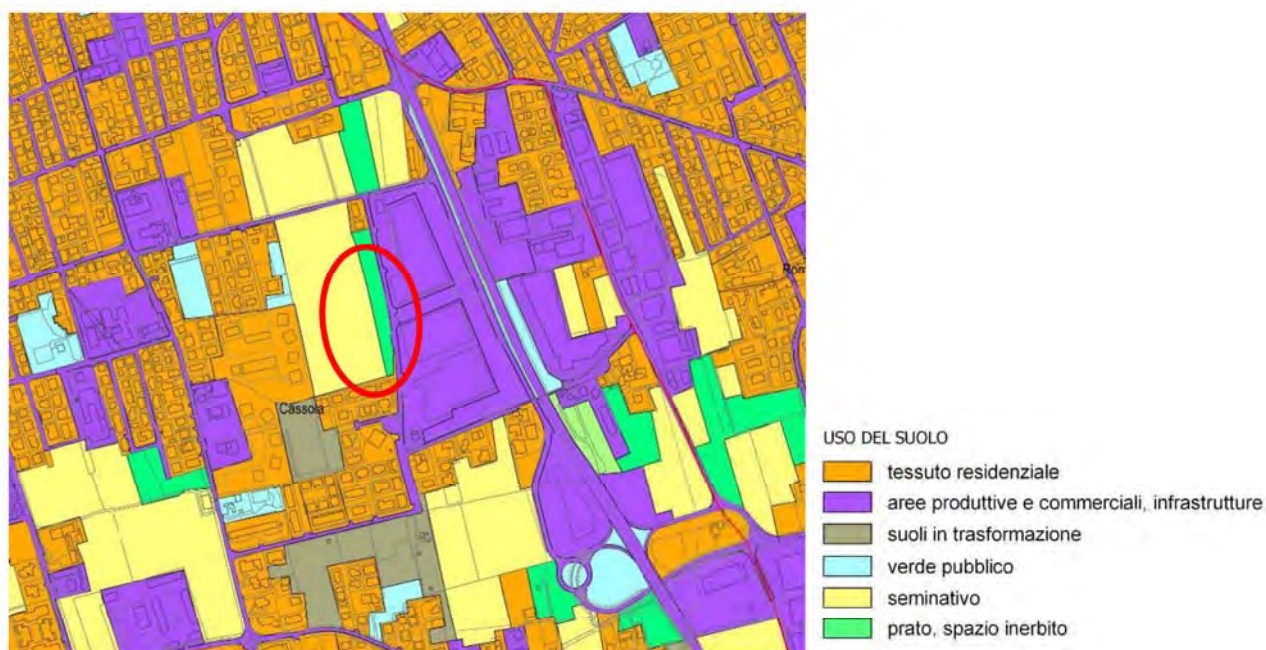 Rom
Cassola
USO DEL SUOLO
tessuto residenziale
aree produttive e commerciali, infrastrutture
suoli in trasformazione
verde pubblico
seminativo
prato, spazio inerbito